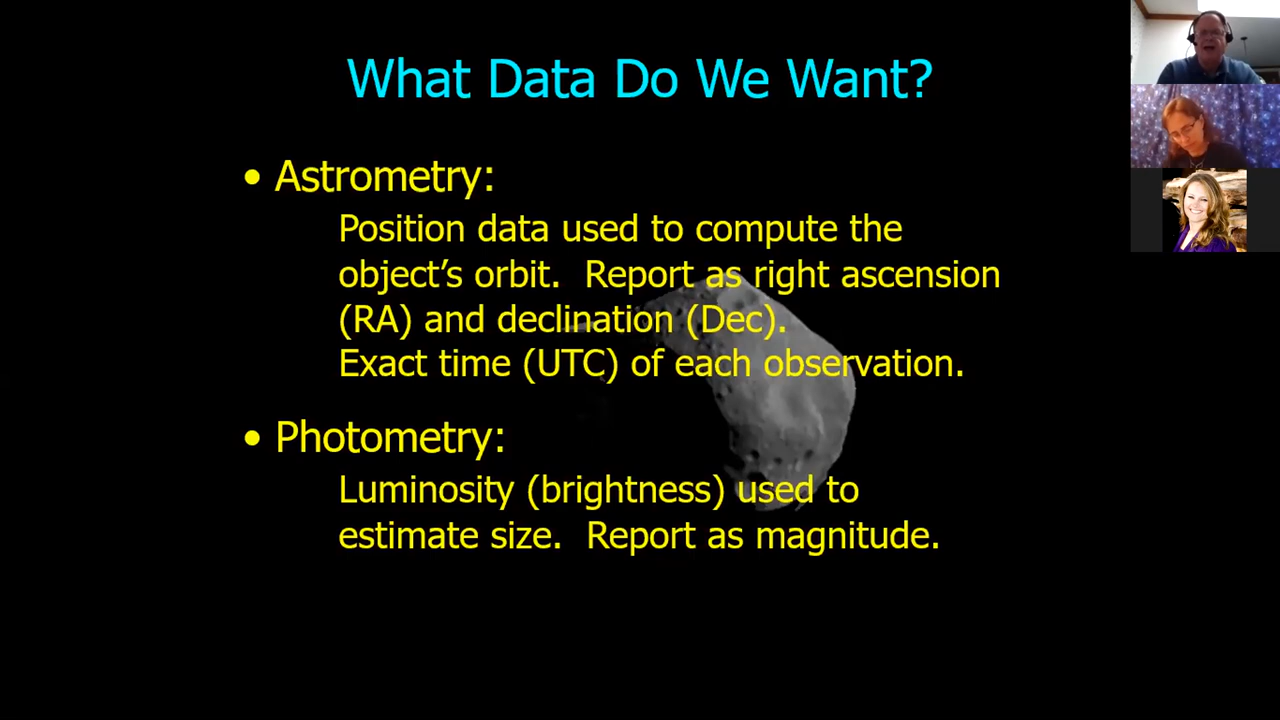 What Data Do We Want?
• Astrometry:
Position data used to compute the
object’s orbit.  Report as right ascension
(RA) and declination (Dec).
Exact time (UTC) of each observation.
• Photometry:
Luminosity (brightness) used to
estimate size.  Report as magnitude.